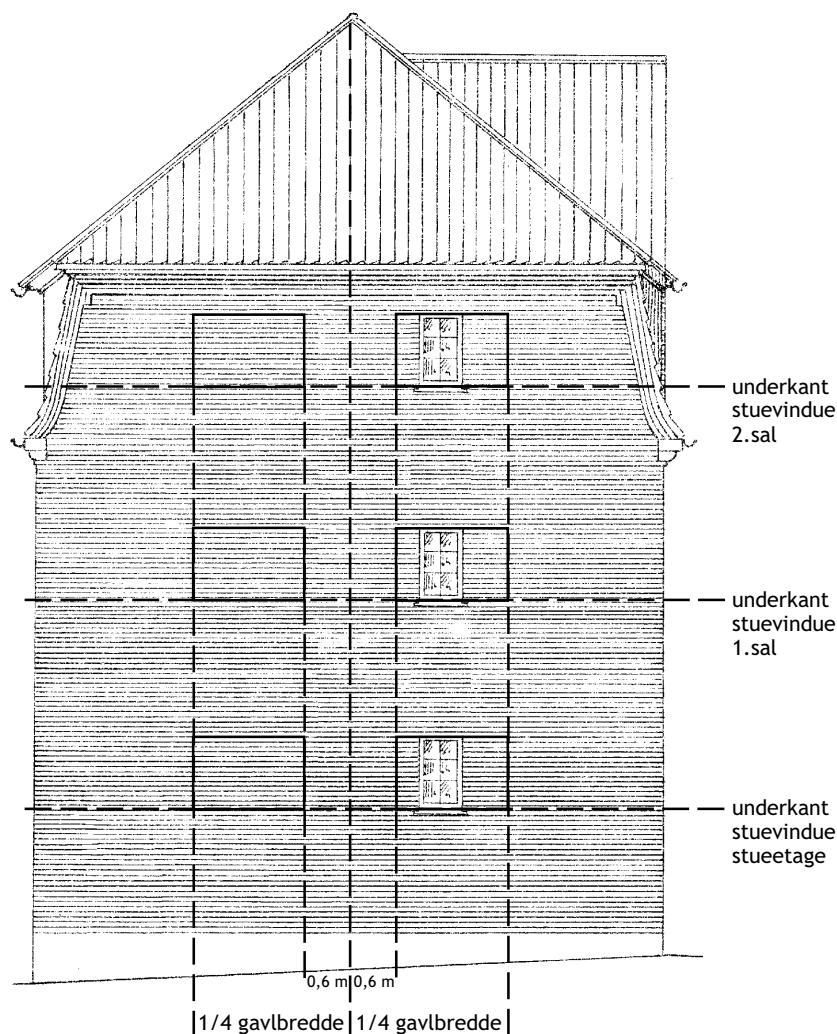 underkant
stuevindue
2.sal
underkant
stuevindue
1.sal
underkant
stuevindue
stueetage
0,6 m 0,6 m
1/4 gavlbredde 1/4 gavlbredde